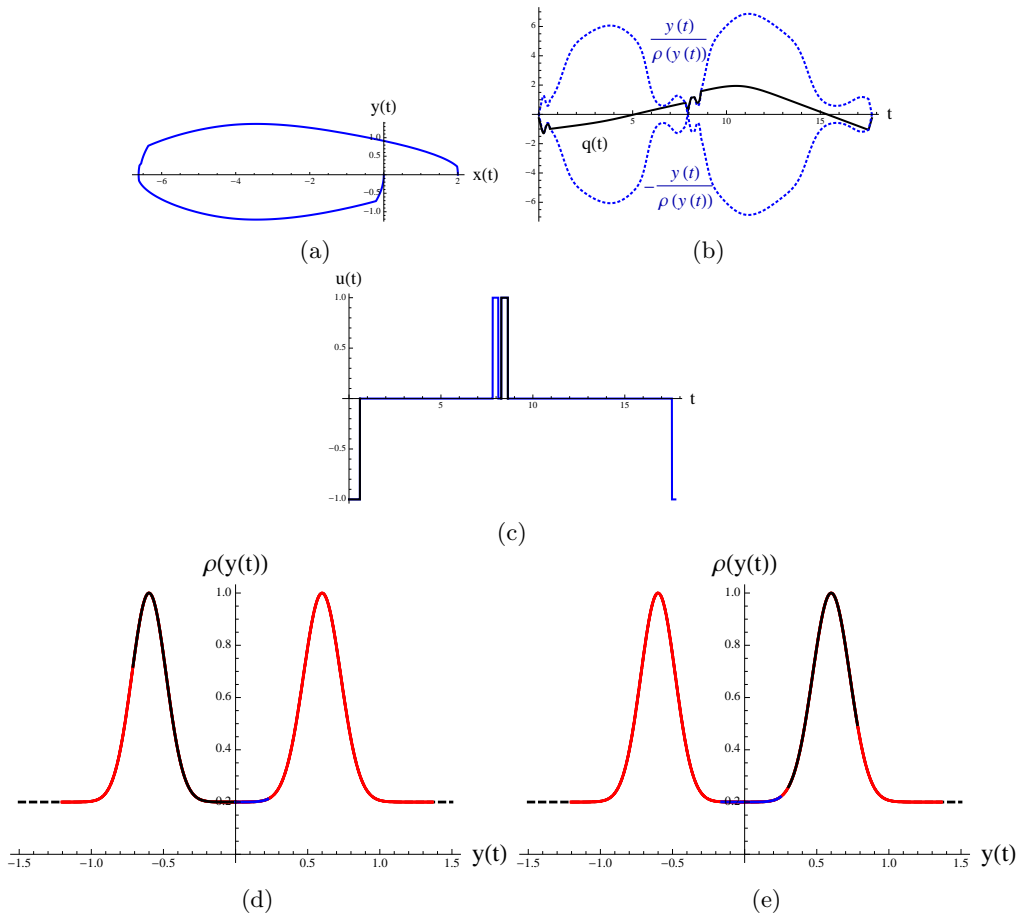 y(t)
1.0
0.5
x(t)
−6 −4 −2 2
−0.5
−1.0
(a)
6
4
2
−2
−4
−6
y(t)
ρ(y(t))
t
5 10 15
q(t)
− y(t)
ρ(y(t))
(b)
u(t)
1.0
0.5
5 10 15 t
−0.5
−1.0
(c)
ρ(y(t))
1.0
0.8
0.6
0.4
0.2
−1.5 −1.0 −0.5 0.5 1.0 1.5 y(t)
(d)
ρ(y(t))
1.0
0.8
0.6
0.4
0.2
−1.5 −1.0 −0.5 0.5 1.0 1.5 y(t)
(e)